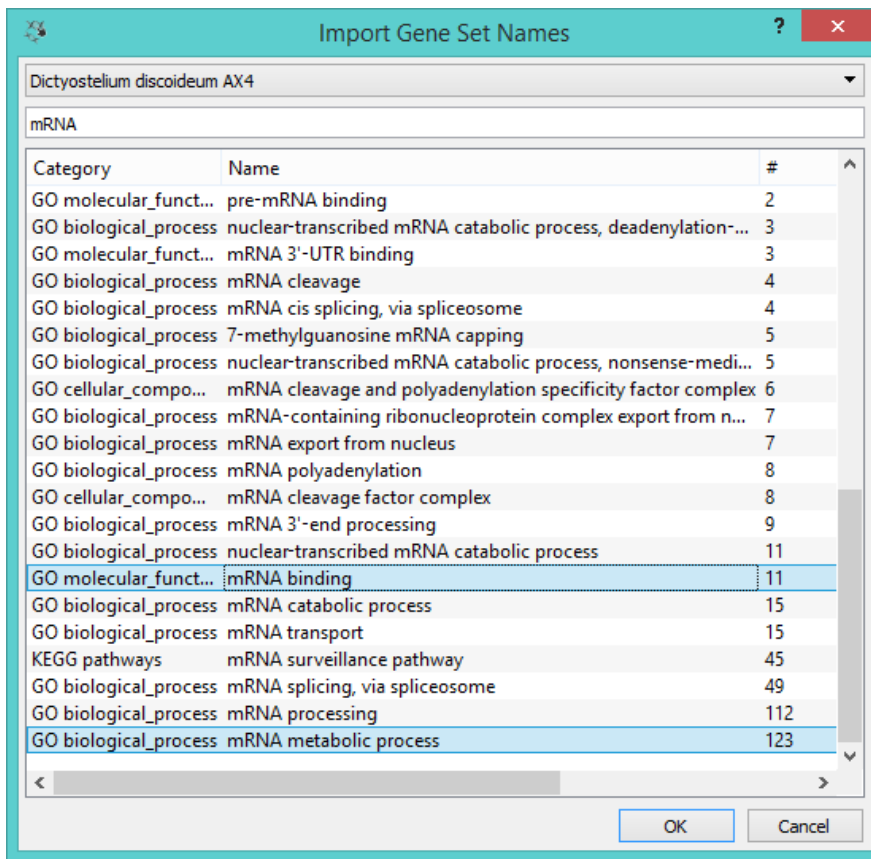 Import Gene Set Names
?
Dictyostelium discoideum AX4
mRNA
Category Name #
GO molecular_funct... pre-mRNA binding 2
GO biological_process nuclear-transcribed mRNA catabolic process, deadenylation-... 3
GO molecular_funct... mRNA 3'-UTR binding 3
GO biological_process mRNA cleavage 4
GO biological_process mRNA cis splicing, via spliceosome 4
GO biological_process 7-methylguanosine mRNA capping 5
GO biological_process nuclear-transcribed mRNA catabolic process, nonsense-medi... 5
GO cellular_compo... mRNA cleavage and polyadenylation specificity factor complex 6
GO biological_process mRNA-containing ribonucleoprotein complex export from n... 7
GO biological_process mRNA export from nucleus 7
GO biological_process mRNA polyadenylation 8
GO cellular_compo... mRNA cleavage factor complex 8
GO biological_process mRNA 3'-end processing 9
GO biological_process nuclear-transcribed mRNA catabolic process 11
GO molecular_funct... mRNA binding 11
GO biological_process mRNA catabolic process 15
GO biological_process mRNA transport 15
KEGG pathways mRNA surveillance pathway 45
GO biological_process mRNA splicing, via spliceosome 49
GO biological_process mRNA processing 112
GO biological_process mRNA metabolic process 123
OK Cancel